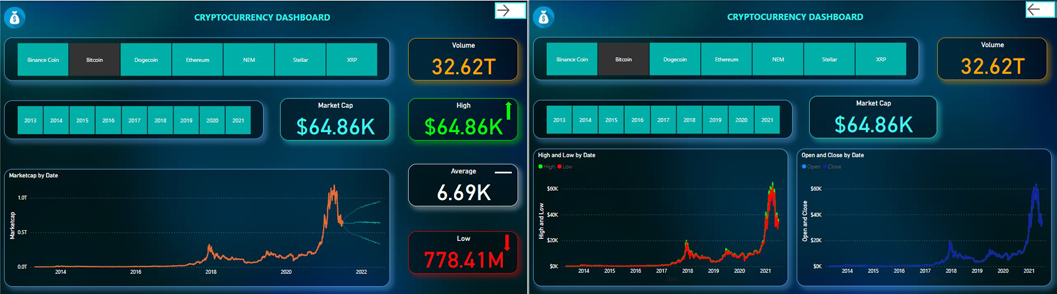 CRYPTOCURRENCY DASHBOARD
Binance Coin Bitcoin Dogecoin Ethereum NEM Stellar XRP
Volume
32.62T
2013 2014 2015 2016 2017 2018 2019 2020 2021
Market Cap
$64.86K
High
$64.86K
Average
6.69K
Low
778.41M
Marketcap by Date
Marketcap
1.0T
0.5T
0.0T
2014 2016 2018 2020 2022
CRYPTOCURRENCY DASHBOARD
Binance Coin Bitcoin Dogecoin Ethereum NEM Stellar XRP
Volume
32.62T
2013 2014 2015 2016 2017 2018 2019 2020 2021
Market Cap
$64.86K
High and Low by Date
High Low
High and Low
$60K
$40K
$20K
$0K
2014 2015 2016 2017 2018 2019 2020 2021
Open and Close by Date
Open Close
Open and Close
$60K
$40K
$20K
$0K
2014 2015 2016 2017 2018 2019 2020 2021